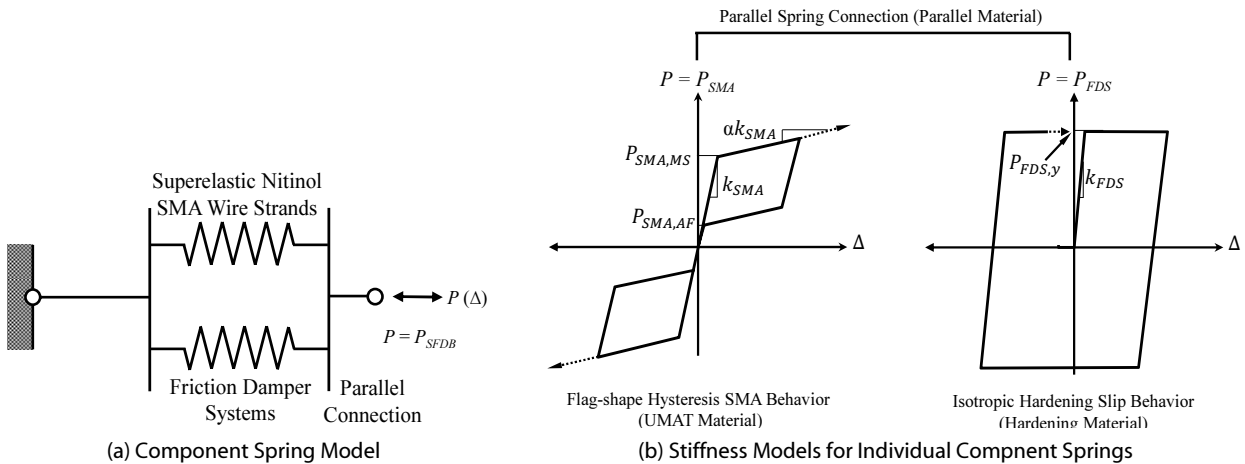 Superelastic Nitinol
SMA Wire Strands
P (Δ)
P = P_SFDB
Friction Damper
Systems
Parallel
Connection
(a) Component Spring Model
Parallel Spring Connection (Parallel Material)
P = P_SMA
αk_SMA
P_SMA,MS
k_SMA
P_SMA,AF
Δ
Flag-shape Hysteresis SMA Behavior
(UMAT Material)
P = P_FDS
P_FDS,y
k_FDS
Δ
Isotropic Hardening Slip Behavior
(Hardening Material)
(b) Stiffness Models for Individual Compnent Springs